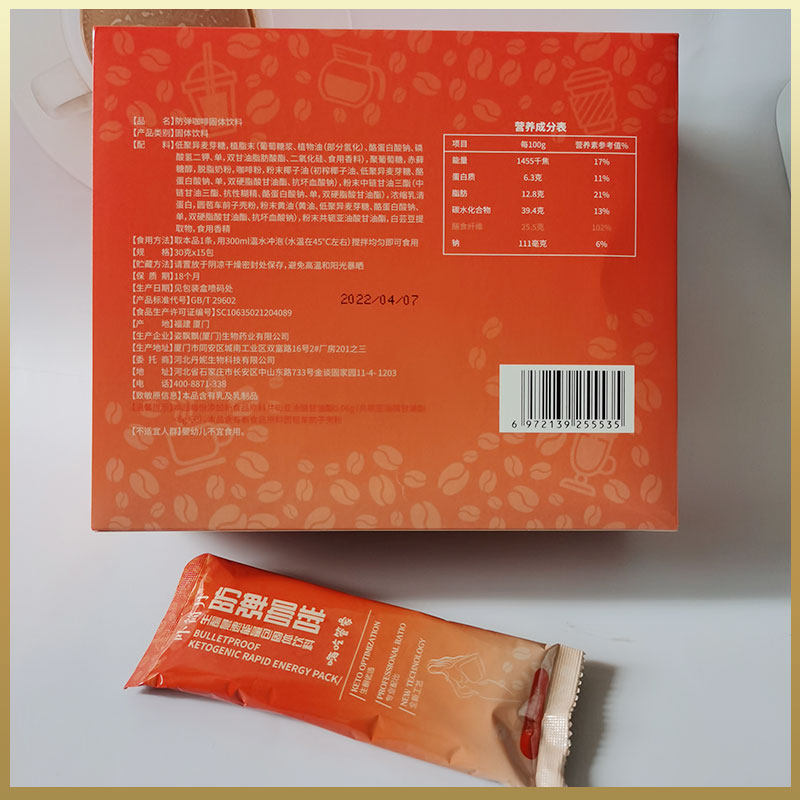 【品 名】防弹咖啡固体饮料
【产品类别】固体饮料
【配 料】低聚异麦芽糖,植脂末(葡萄糖浆、植物油(部分氢化)、酪蛋白酸钠、磷
酸氢二钾、单,双甘油脂肪酸酯、二氧化硅、食用香料),聚葡萄糖,赤藓
糖醇,脱脂奶粉,咖啡粉,粉末椰子油(初榨椰子油、低聚异麦芽糖、酪
蛋白酸钠、单,双硬脂酸甘油酯、抗坏血酸钠),粉末中链甘油三酯(中
链甘油三酯、抗性糊精、酪蛋白酸钠、单,双硬脂酸甘油酯),浓缩乳清
蛋白,圆苞车前子壳粉,粉末黄油(黄油、低聚异麦芽糖、酪蛋白酸钠、
单,双硬脂酸甘油酯、抗坏血酸钠),粉末共轭亚油酸甘油酯,白芸豆提
取物,食用香精
【食用方法】取本品1条,用300ml温水冲泡(水温在45℃左右)搅拌均匀即可食用
【规 格】30克x15包
【贮藏方法】请置放于阴凉干燥密封处保存,避免高温和阳光暴晒
【保 质 期】18个月
【生产日期】见包装盒喷码处
【产品标准代号】GB/T 29602
【食品生产许可证编号】SC10635021204089
【产 地】福建 厦门
【生产企业】姿飘飘(厦门)生物药业有限公司
【生产地址】厦门市同安区城南工业区双富路16号2#厂房201之三
【委 托 商】河北丹妮生物科技有限公司
【地 址】河北省石家庄市长安区中山东路733号金谈固家园11-4-1203
【电 话】400-8871-338
【致敏原信息】本品含有乳及乳制品
【不适宜人群】婴幼儿不宜食用。
2022/04/07
营养成分表
项目 每100g 营养素参考值%
能量 1455千焦 17%
蛋白质 6.3克 11%
脂肪 12.8克 21%
碳水化合物 39.4克 13%
膳食纤维 25.5克 102%
钠 111毫克 6%
6 972139 255535
防弹咖啡
BULLETPROOF
KETOGENIC RAPID ENERGY PACK/
/KETO OPTIMIZATION
生酮优选
/PROFESSIONAL RATIO
专业配比
/NEW TECHNOLOGY
全新工艺